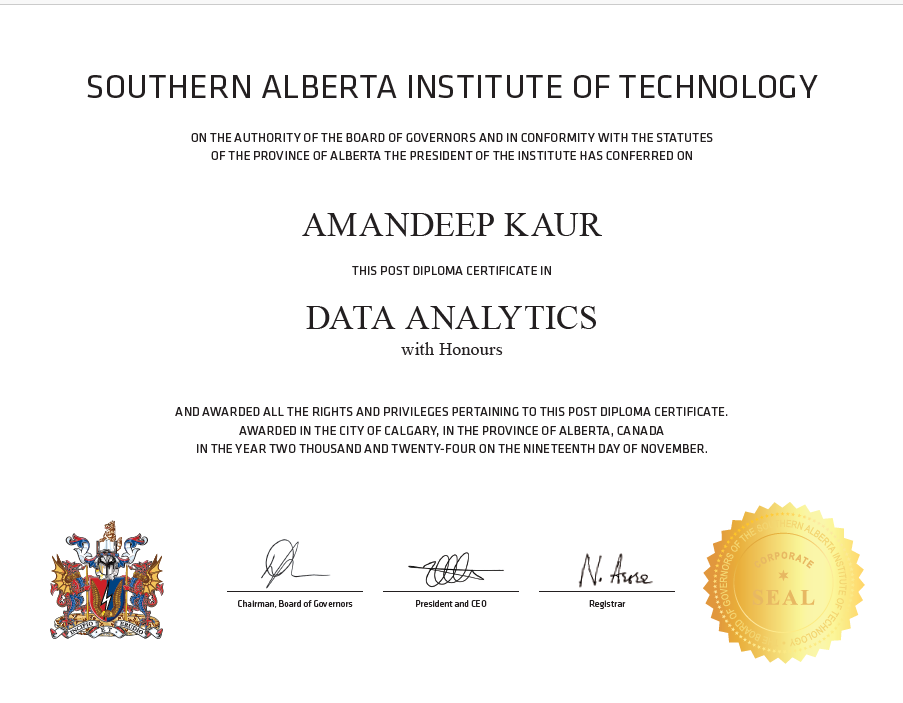 SOUTHERN ALBERTA INSTITUTE OF TECHNOLOGY
ON THE AUTHORITY OF THE BOARD OF GOVERNORS AND IN CONFORMITY WITH THE STATUTES
OF THE PROVINCE OF ALBERTA THE PRESIDENT OF THE INSTITUTE HAS CONFERRED ON
AMANDEEP KAUR
THIS POST DIPLOMA CERTIFICATE IN
DATA ANALYTICS
with Honours
AND AWARDED ALL THE RIGHTS AND PRIVILEGES PERTAINING TO THIS POST DIPLOMA CERTIFICATE.
AWARDED IN THE CITY OF CALGARY, IN THE PROVINCE OF ALBERTA, CANADA
IN THE YEAR TWO THOUSAND AND TWENTY-FOUR ON THE NINETEENTH DAY OF NOVEMBER.
INCIPIO ET ERUDIO
N.
Chairman, Board of Governors
President and CEO
Registrar
BOARD OF GOVERNORS OF THE SOUTHERN ALBERTA INSTITUTE OF TECHNOLOGY
CORPORATE
SEAL